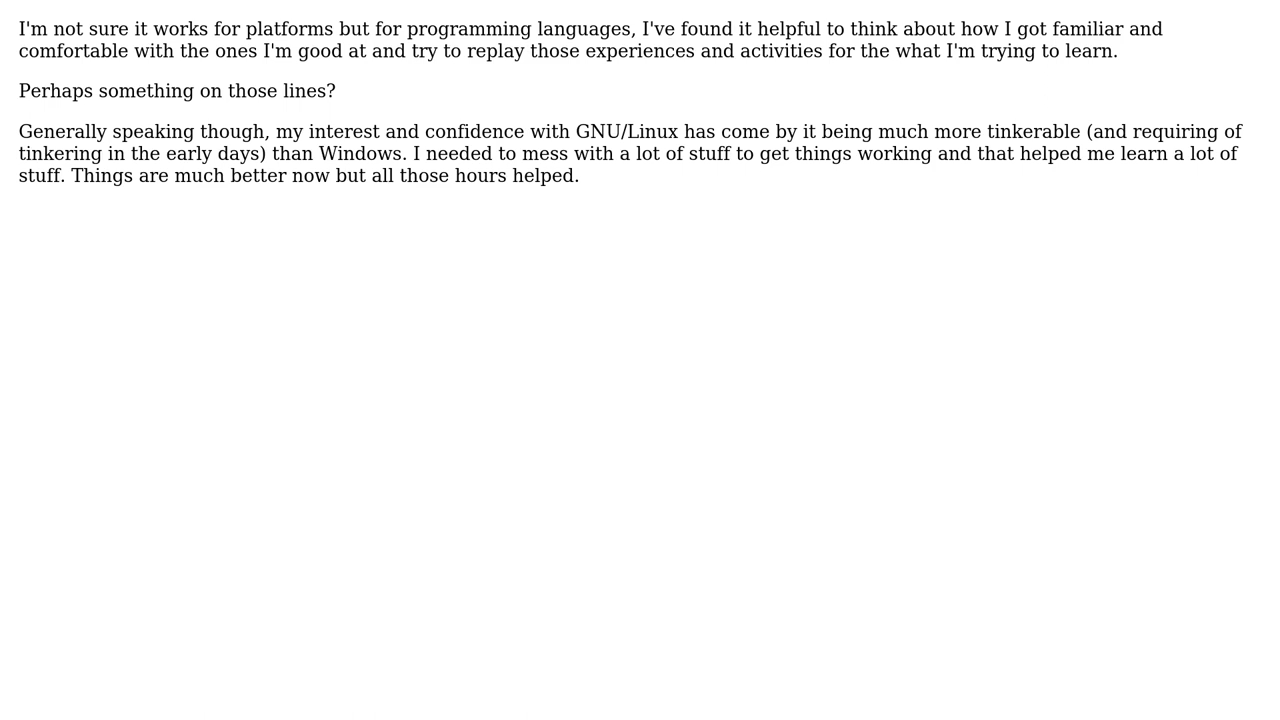 I'm not sure it works for platforms but for programming languages, I've found it helpful to think about how I got familiar and
comfortable with the ones I'm good at and try to replay those experiences and activities for the what I'm trying to learn.
Perhaps something on those lines?
Generally speaking though, my interest and confidence with GNU/Linux has come by it being much more tinkerable (and requiring of
tinkering in the early days) than Windows. I needed to mess with a lot of stuff to get things working and that helped me learn a lot of
stuff. Things are much better now but all those hours helped.